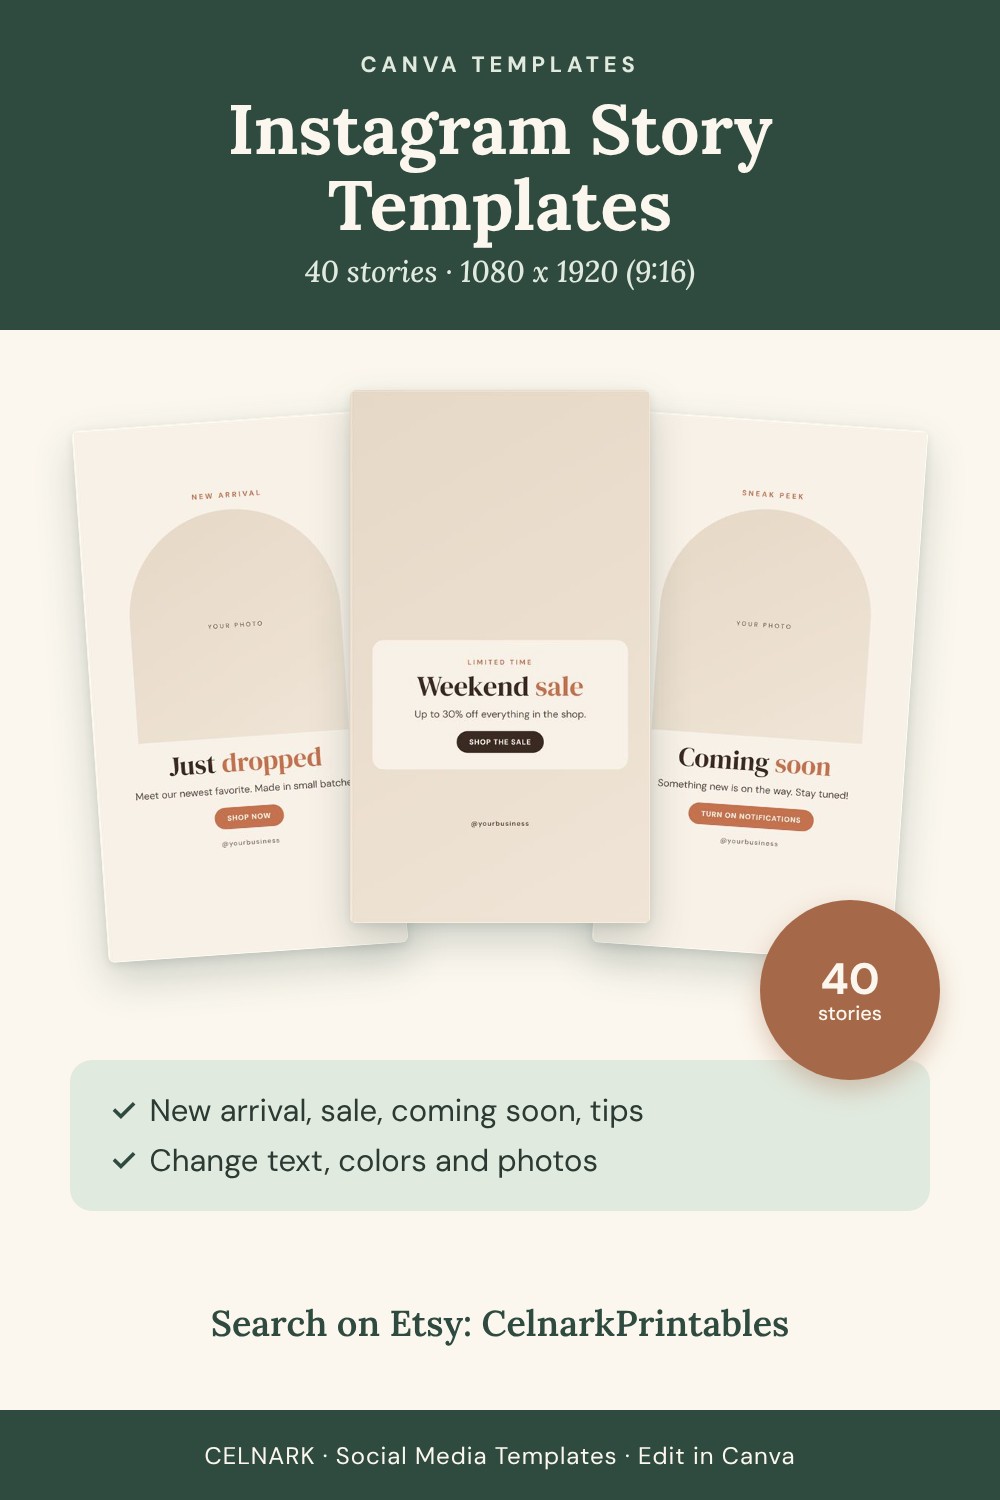 CANVA TEMPLATES
Instagram Story
Templates
40 stories · 1080 x 1920 (9:16)
NEW ARRIVAL
YOUR PHOTO
Just dropped
Meet our newest favorite. Made in small batche
SHOP NOW
@yourbusiness
LIMITED TIME
Weekend sale
Up to 30% off everything in the shop.
SHOP THE SALE
@yourbusiness
SNEAK PEEK
YOUR PHOTO
Coming soon
Something new is on the way. Stay tuned!
TURN ON NOTIFICATIONS
@yourbusiness
40
stories
New arrival, sale, coming soon, tips
Change text, colors and photos
Search on Etsy: CelnarkPrintables
CELNARK · Social Media Templates · Edit in Canva